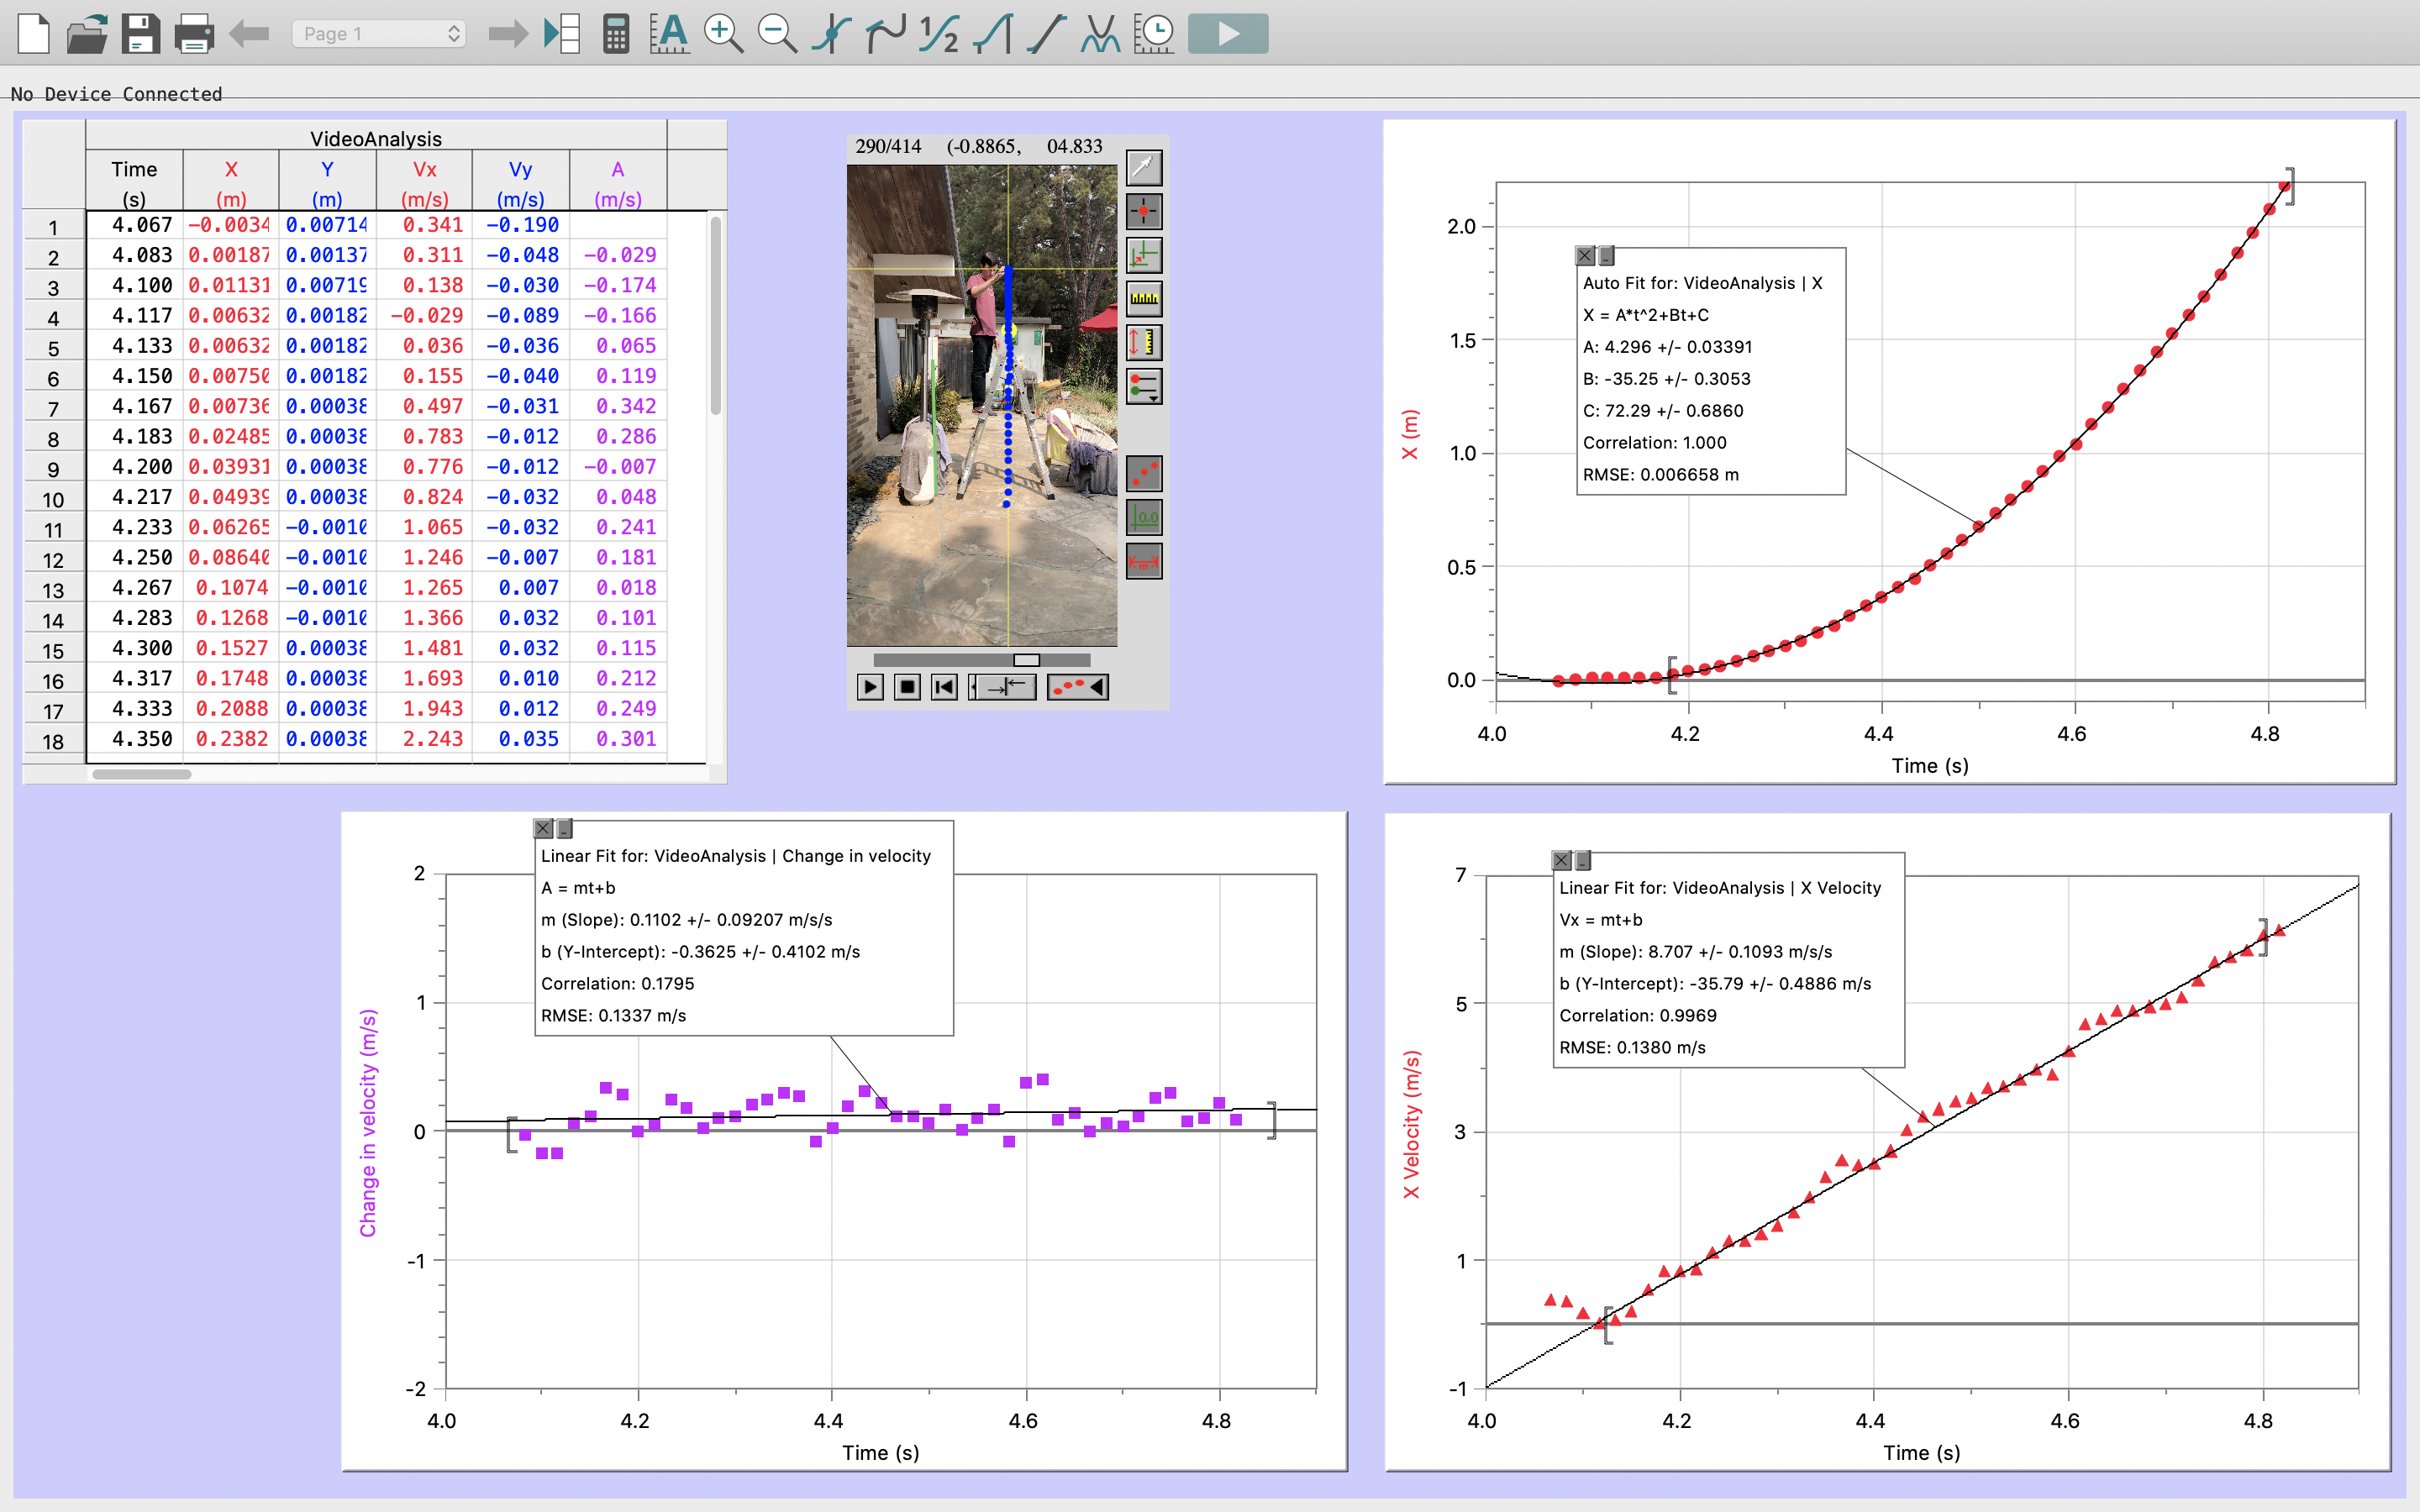 Page 1
A
1/2
No Device Connected
VideoAnalysis
Time X Y Vx Vy A
(s) (m) (m) (m/s) (m/s) (m/s)
1 4.067 -0.0034 0.00714 0.341 -0.190
2 4.083 0.00187 0.00137 0.311 -0.048 -0.029
3 4.100 0.01131 0.00719 0.138 -0.030 -0.174
4 4.117 0.00632 0.00182 -0.029 -0.089 -0.166
5 4.133 0.00632 0.00182 0.036 -0.036 0.065
6 4.150 0.00750 0.00182 0.155 -0.040 0.119
7 4.167 0.00736 0.00038 0.497 -0.031 0.342
8 4.183 0.02485 0.00038 0.783 -0.012 0.286
9 4.200 0.03931 0.00038 0.776 -0.012 -0.007
10 4.217 0.04939 0.00038 0.824 -0.032 0.048
11 4.233 0.06265 -0.0010 1.065 -0.032 0.241
12 4.250 0.08640 -0.0010 1.246 -0.007 0.181
13 4.267 0.1074 -0.0010 1.265 0.007 0.018
14 4.283 0.1268 -0.0010 1.366 0.032 0.101
15 4.300 0.1527 0.00038 1.481 0.032 0.115
16 4.317 0.1748 0.00038 1.693 0.010 0.212
17 4.333 0.2088 0.00038 1.943 0.012 0.249
18 4.350 0.2382 0.00038 2.243 0.035 0.301
290/414 (-0.8865, 04.833
0.0
m
X (m)
2.0
1.5
1.0
0.5
0.0
Auto Fit for: VideoAnalysis | X
X = A*t^2+Bt+C
A: 4.296 +/- 0.03391
B: -35.25 +/- 0.3053
C: 72.29 +/- 0.6860
Correlation: 1.000
RMSE: 0.006658 m
4.0 4.2 4.4 4.6 4.8
Time (s)
Change in velocity (m/s)
2
1
0
-1
-2
Linear Fit for: VideoAnalysis | Change in velocity
A = mt+b
m (Slope): 0.1102 +/- 0.09207 m/s/s
b (Y-Intercept): -0.3625 +/- 0.4102 m/s
Correlation: 0.1795
RMSE: 0.1337 m/s
4.0 4.2 4.4 4.6 4.8
Time (s)
X Velocity (m/s)
7
5
3
1
-1
Linear Fit for: VideoAnalysis | X Velocity
Vx = mt+b
m (Slope): 8.707 +/- 0.1093 m/s/s
b (Y-Intercept): -35.79 +/- 0.4886 m/s
Correlation: 0.9969
RMSE: 0.1380 m/s
4.0 4.2 4.4 4.6 4.8
Time (s)